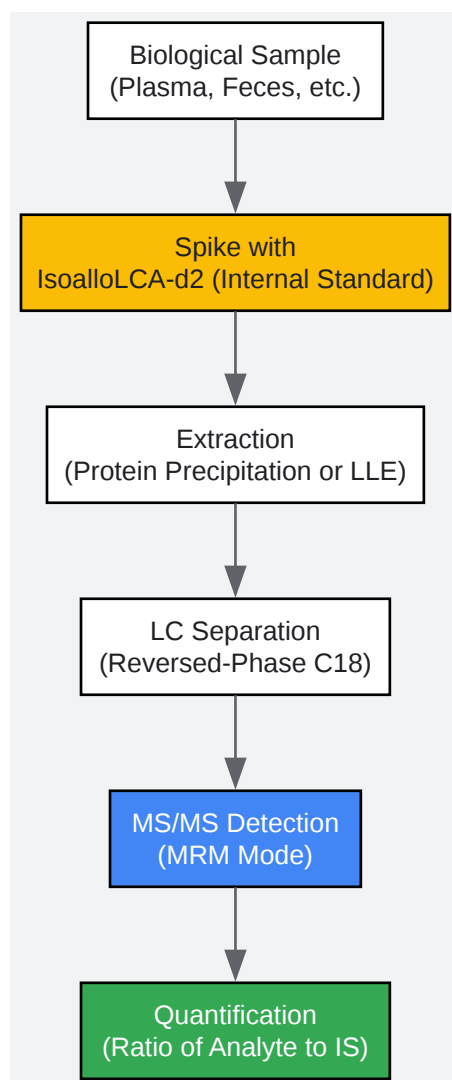 Biological Sample
(Plasma, Feces, etc.)
Spike with
IsoalloLCA-d2 (Internal Standard)
Extraction
(Protein Precipitation or LLE)
LC Separation
(Reversed-Phase C18)
MS/MS Detection
(MRM Mode)
Quantification
(Ratio of Analyte to IS)